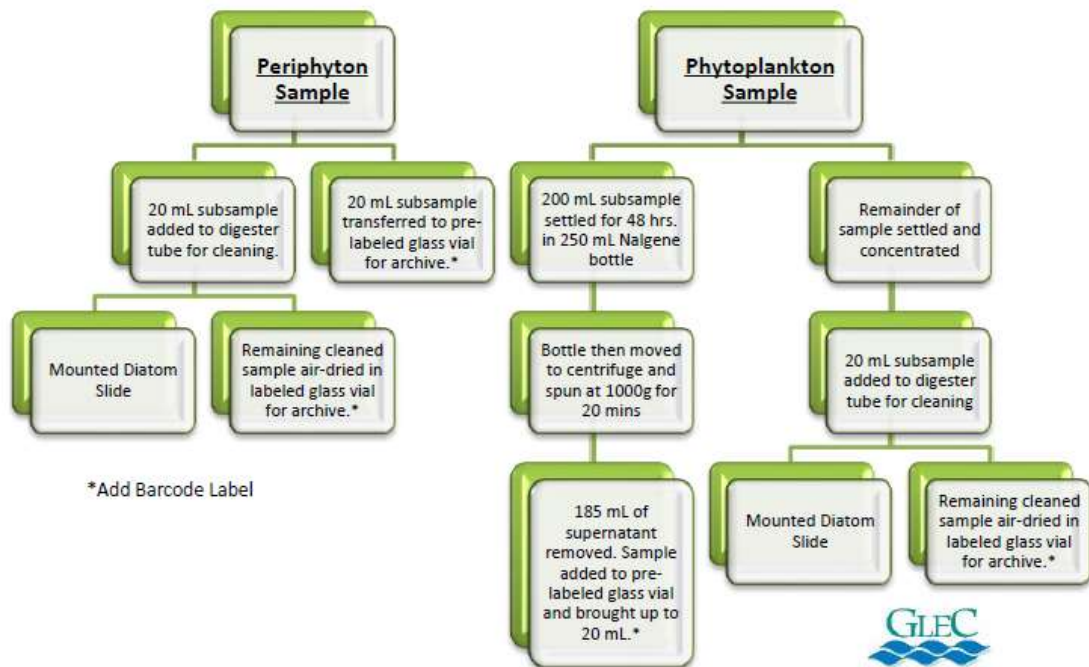 Periphyton
Sample
Phytoplankton
Sample
20 mL subsample
added to digester
tube for cleaning.
20 mL subsample
transferred to pre-
labeled glass vial
for archive.*
200 mL subsample
settled for 48 hrs.
in 250 mL Nalgene
bottle
Remainder of
sample settled and
concentrated
Mounted Diatom
Slide
Remaining cleaned
sample air-dried in
labeled glass vial
for archive.*
Bottle then moved
to centrifuge and
spun at 1000g for
20 mins
20 mL subsample
added to digester
tube for cleaning
*Add Barcode Label
185 mL of
supernatant
removed. Sample
added to pre-
labeled glass vial
and brought up to
20 mL.*
Mounted Diatom
Slide
Remaining cleaned
sample air-dried in
labeled glass vial
for archive.*
GLEC